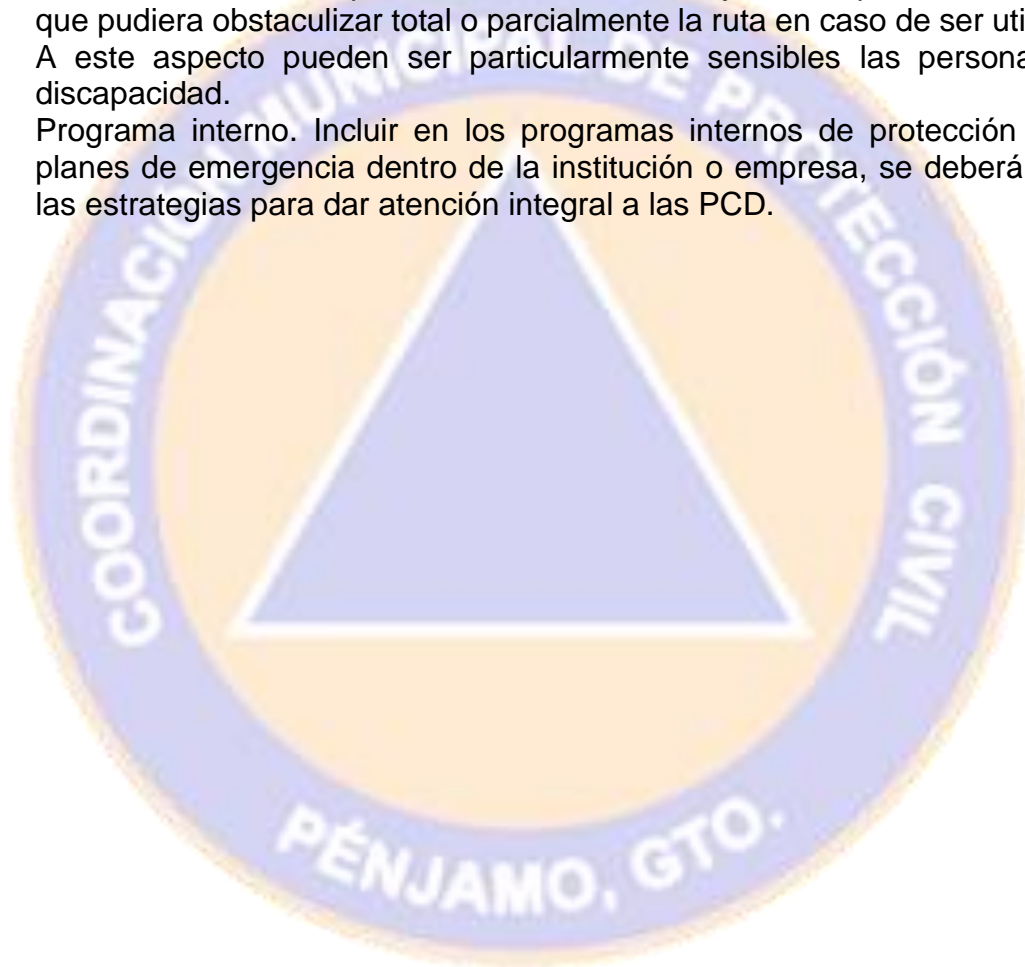 que pudiera obstaculizar total o parcialmente la ruta en caso de ser uti
A este aspecto pueden ser particularmente sensibles las persona
discapacidad.
Programa interno. Incluir en los programas internos de protección
planes de emergencia dentro de la institución o empresa, se deberá
las estrategias para dar atención integral a las PCD.
COORDINACIÓN MUNICIPAL DE PROTECCIÓN CIVIL
PÉNJAMO, GTO.